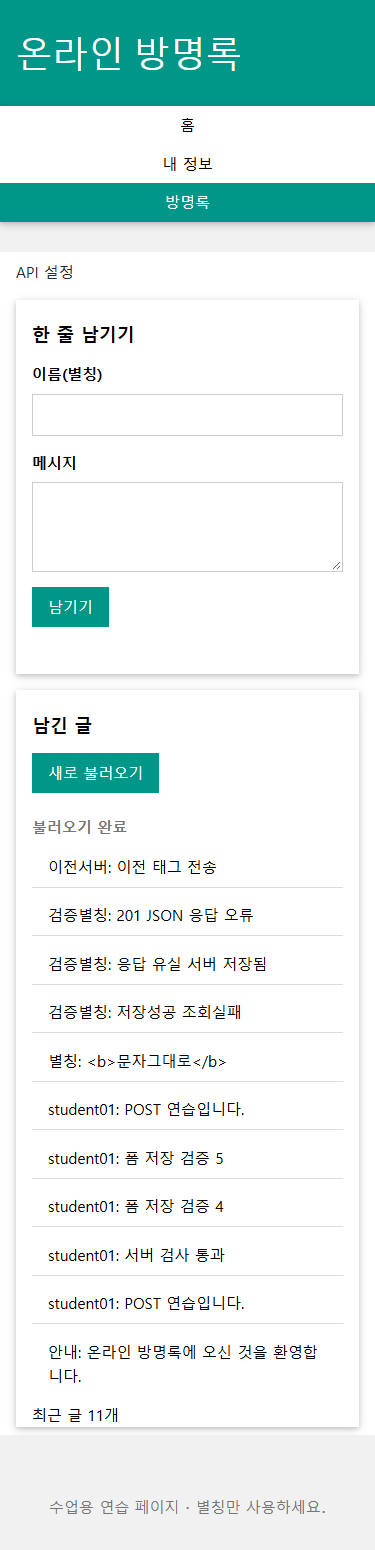 온라인 방명록
홈
내 정보
방명록
API 설정
한 줄 남기기
이름(별칭)
메시지
남기기
남긴 글
새로 불러오기
불러오기 완료
이전서버: 이전 태그 전송
검증별칭: 201 JSON 응답 오류
검증별칭: 응답 유실 서버 저장됨
검증별칭: 저장성공 조회실패
별칭: <b>문자그대로</b>
student01: POST 연습입니다.
student01: 폼 저장 검증 5
student01: 폼 저장 검증 4
student01: 서버 검사 통과
student01: POST 연습입니다.
안내: 온라인 방명록에 오신 것을 환영합
니다.
최근 글 11개
수업용 연습 페이지 · 별칭만 사용하세요.